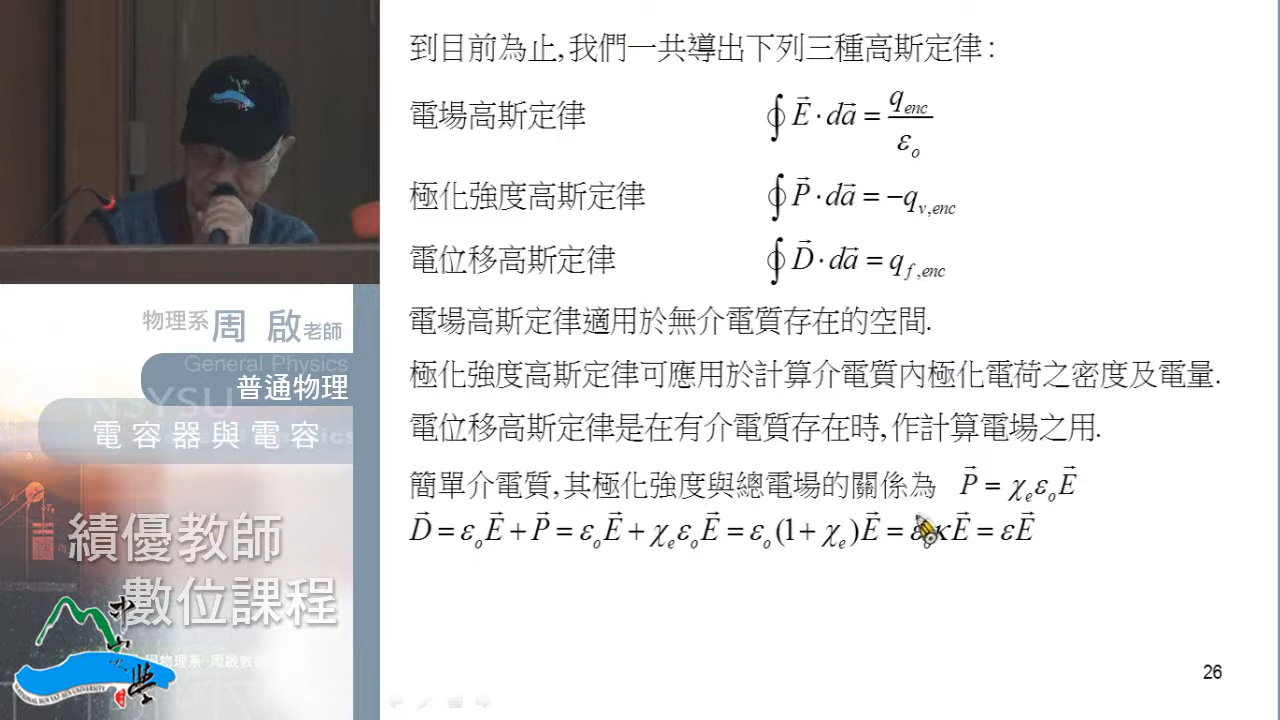 到目前為止,我們一共導出下列三種高斯定律:
電場高斯定律 ∮ E⃗ · da⃗ = q_enc / ε_o
極化強度高斯定律 ∮ P⃗ · da⃗ = −q_v,enc
電位移高斯定律 ∮ D⃗ · da⃗ = q_f,enc
電場高斯定律適用於無介電質存在的空間.
極化強度高斯定律可應用於計算介電質內極化電荷之密度及電量.
電位移高斯定律是在有介電質存在時,作計算電場之用.
簡單介電質,其極化強度與總電場的關係為 P⃗ = χ_e ε_o E⃗
D⃗ = ε_o E⃗ + P⃗ = ε_o E⃗ + χ_e ε_o E⃗ = ε_o (1 + χ_e) E⃗ = ε_o κ E⃗ = ε E⃗
26
物理系 周 啟 老師
General Physics
普通物理
NSYSU
電容器與電容
績優教師
數位課程
NATIONAL SUN YAT-SEN UNIVERSITY